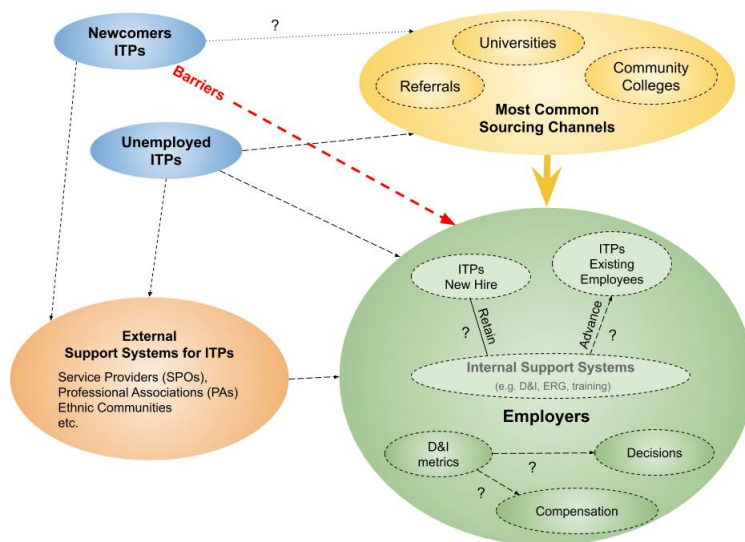 Newcomers
ITPs
?
Barriers
Universities
Referrals
Community
Colleges
Most Common
Sourcing Channels
Unemployed
ITPs
ITPs
New Hire
ITPs
Existing
Employees
Retain
?
Advance
?
Internal Support Systems
(e.g. D&I, ERG, training)
Employers
External
Support Systems for ITPs
Service Providers (SPOs),
Professional Associations (PAs)
Ethnic Communities
etc.
D&I
metrics
?
Decisions
?
Compensation